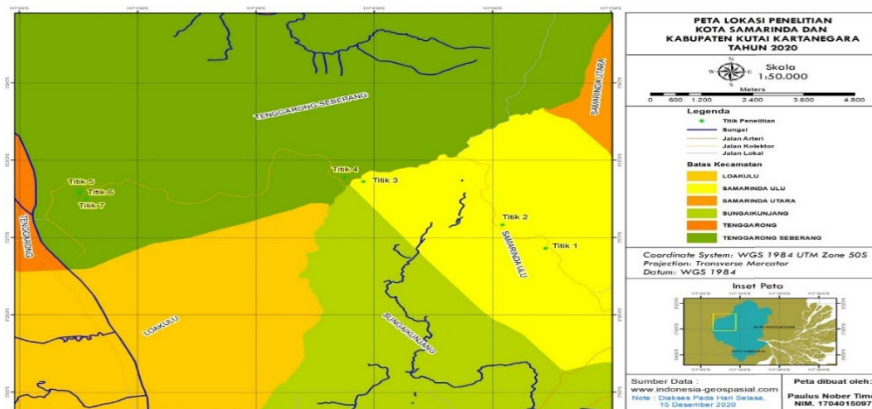 TENGGARONG SEBERANG
SAMARINDA UTARA
Titik 4
Titik 3
Titik 5
Titik 6
Titik 7
Titik 2
Titik 1
SAMARINDA ULU
TENGGARONG
LOAKULU
SUNGAIKUNJANG
PETA LOKASI PENELITIAN
KOTA SAMARINDA DAN
KABUPATEN KUTAI KARTANEGARA
TAHUN 2020
N
W
E
S
Skala
1:50.000
Meters
0 600 1.200 2.400 3.600 4.800
Legenda
Titik Penelitian
Sungai
Jalan Arteri
Jalan Kolektor
Jalan Lokal
Batas Kecamatan
LOAKULU
SAMARINDA ULU
SAMARINDA UTARA
SUNGAIKUNJANG
TENGGARONG
TENGGARONG SEBERANG
Coordinate System: WGS 1984 UTM Zone 50S
Projection: Transverse Mercator
Datum: WGS 1984
Inset Peta
Sumber Data :
www.indonesia-geospasial.com
Note : Diakses Pada Hari Selasa,
15 Desember 2020
Peta dibuat oleh:
Paulus Nober Timo
NIM. 1704015097